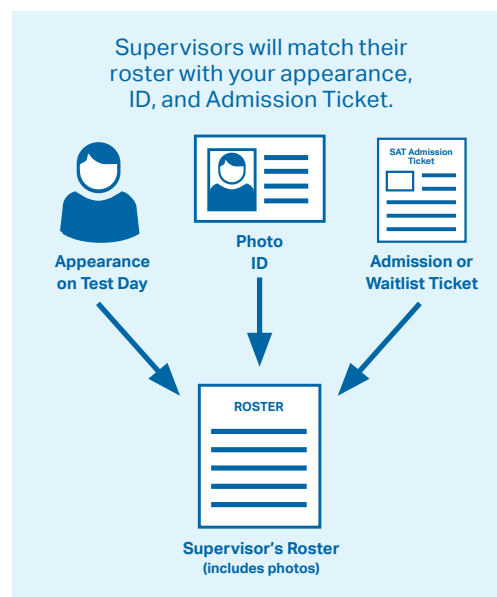 Supervisors will match their
roster with your appearance,
ID, and Admission Ticket.
SAT Admission
Ticket
Appearance
on Test Day
Photo
ID
Admission or
Waitlist Ticket
ROSTER
Supervisor's Roster
(includes photos)